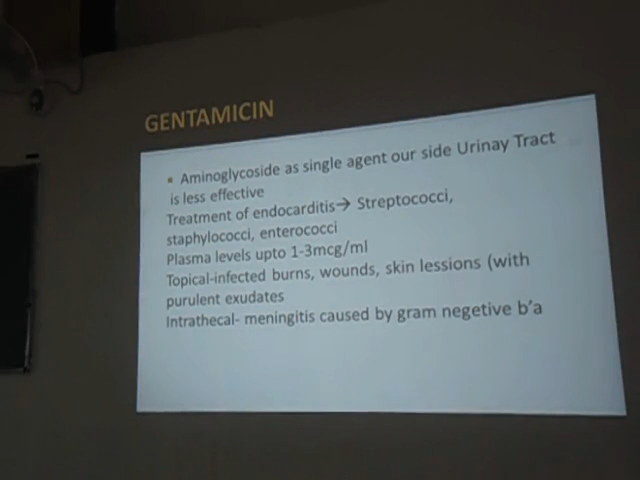 GENTAMICIN
▪ Aminoglycoside as single agent our side Urinay Tract
is less effective
Treatment of endocarditis→ Streptococci,
staphylococci, enterococci
Plasma levels upto 1-3mcg/ml
Topical-infected burns, wounds, skin lessions (with
purulent exudates
Intrathecal- meningitis caused by gram negetive b'a